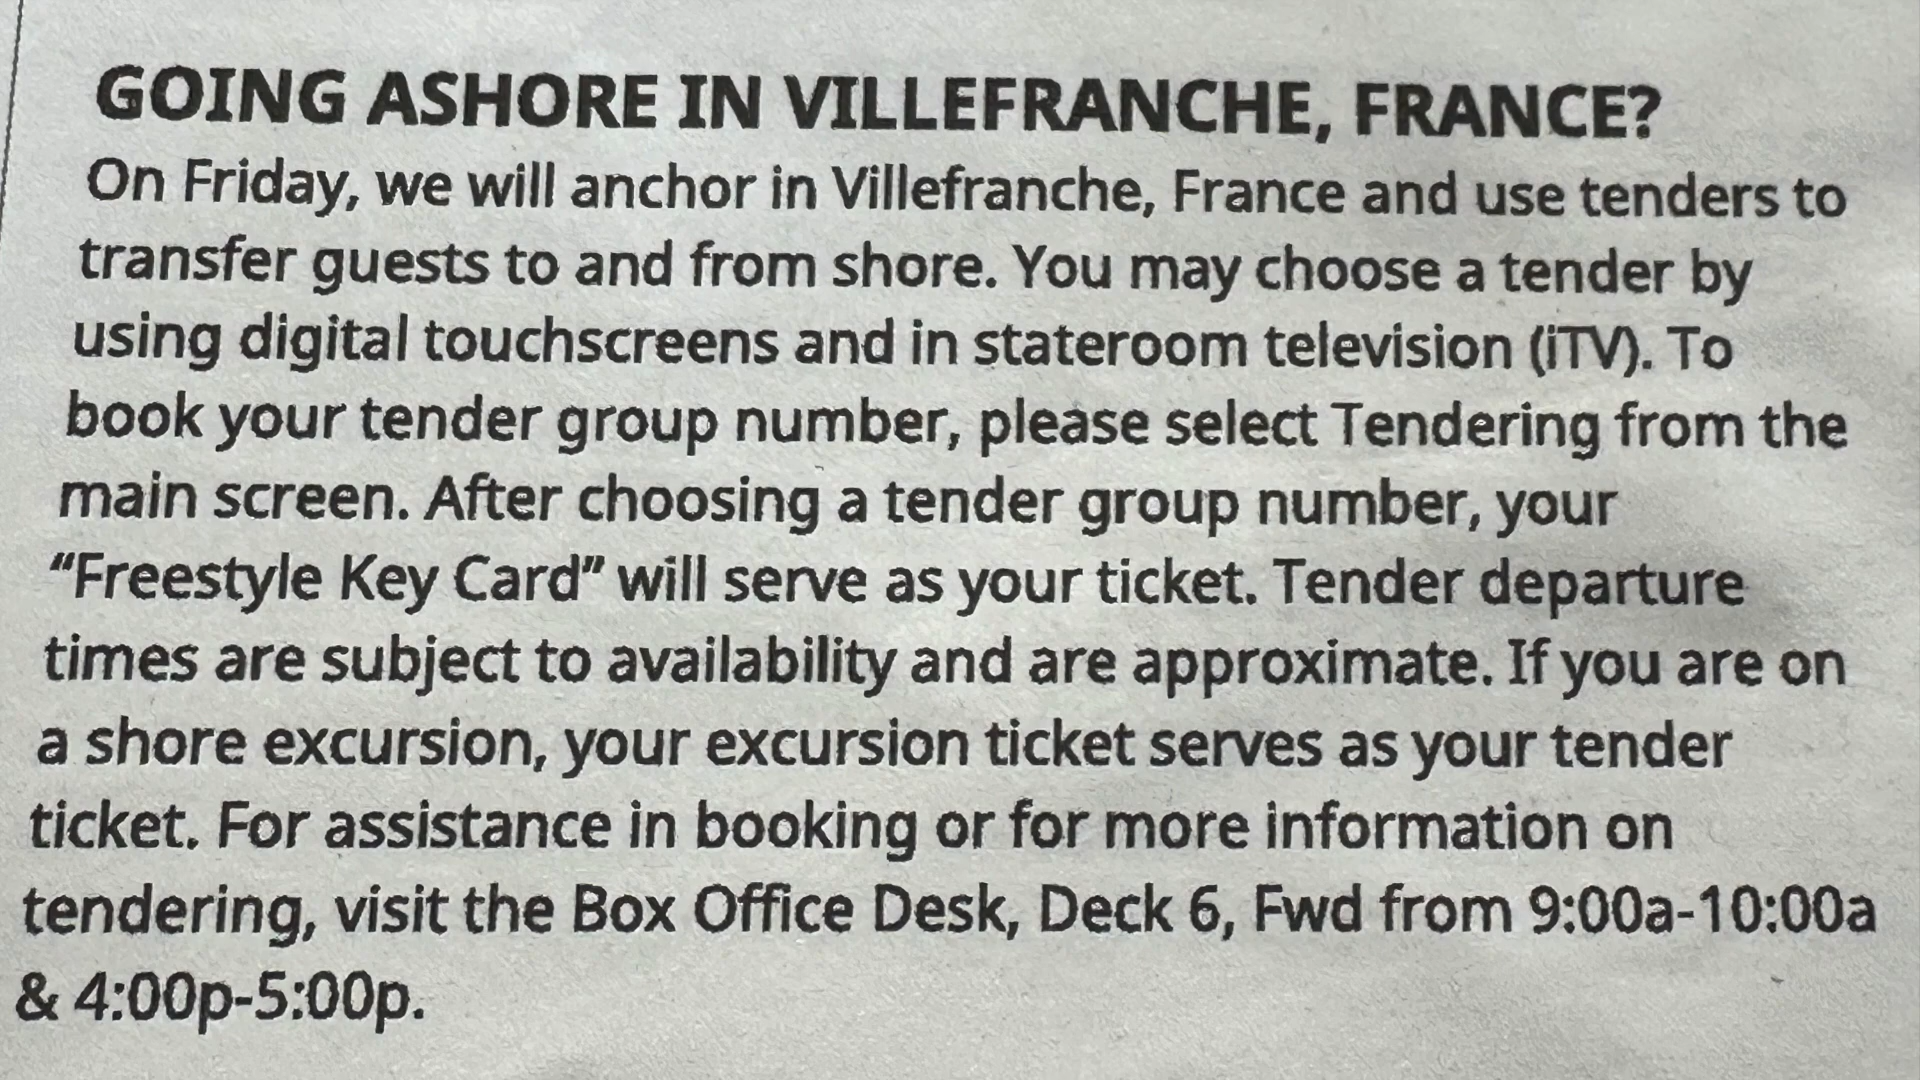 GOING ASHORE IN VILLEFRANCHE, FRANCE?
On Friday, we will anchor in Villefranche, France and use tenders to
transfer guests to and from shore. You may choose a tender by
using digital touchscreens and in stateroom television (iTV). To
book your tender group number, please select Tendering from the
main screen. After choosing a tender group number, your
“Freestyle Key Card” will serve as your ticket. Tender departure
times are subject to availability and are approximate. If you are on
a shore excursion, your excursion ticket serves as your tender
ticket. For assistance in booking or for more information on
tendering, visit the Box Office Desk, Deck 6, Fwd from 9:00a-10:00a
& 4:00p-5:00p.